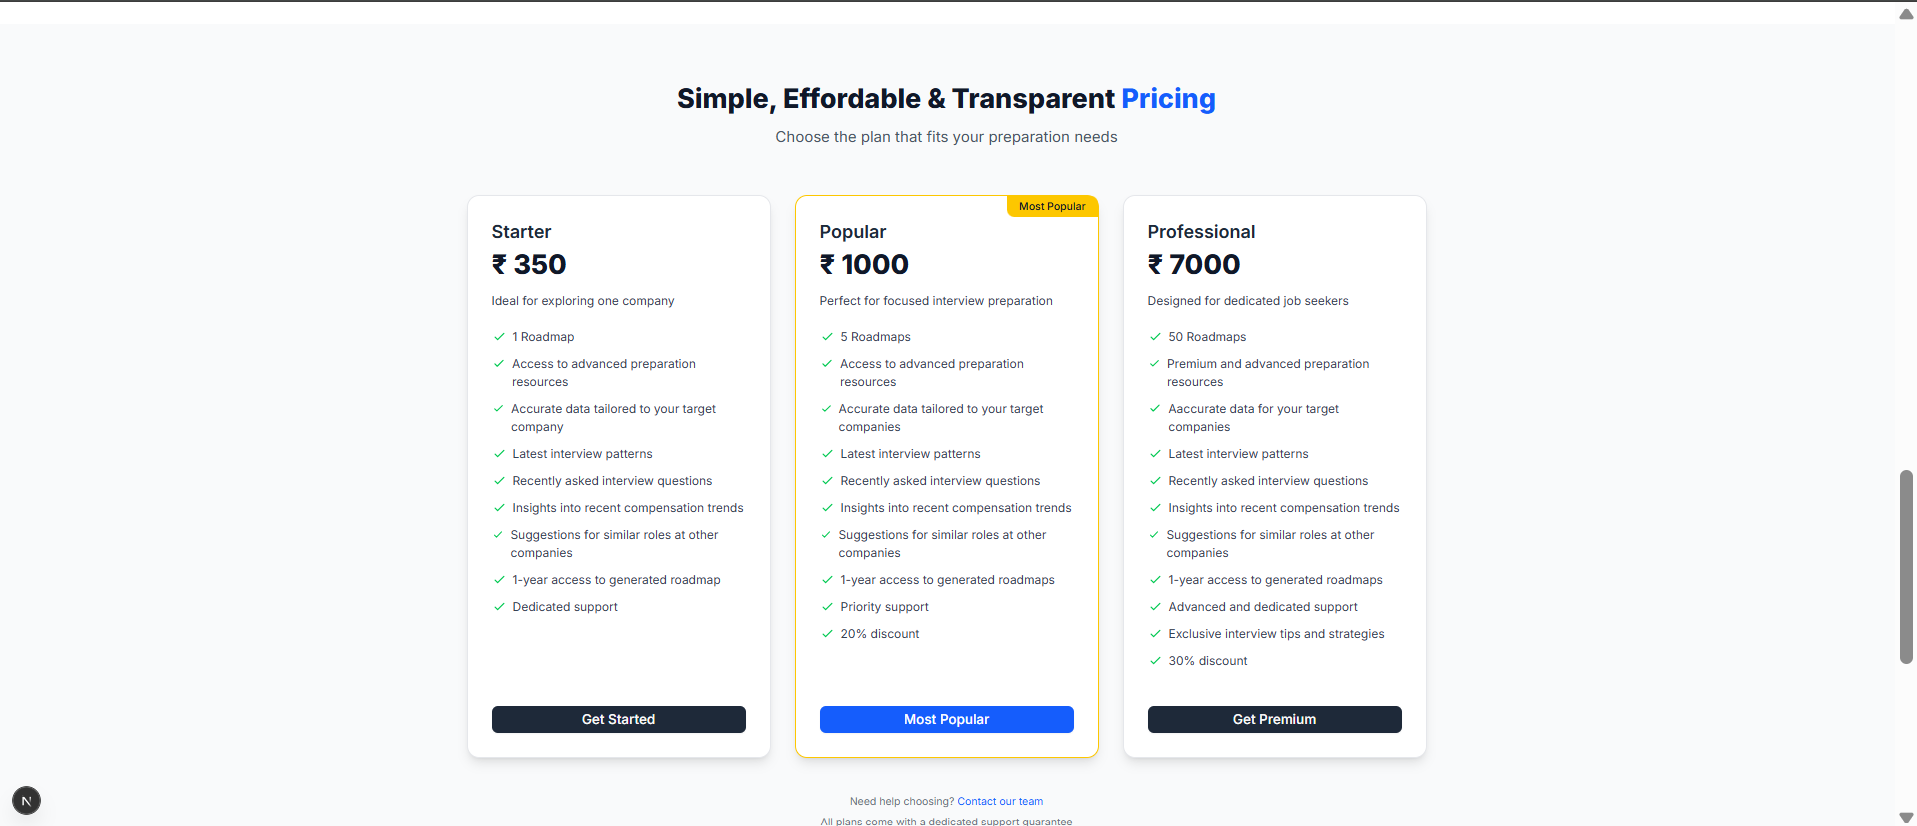 Simple, Effordable & Transparent Pricing
Choose the plan that fits your preparation needs
Starter
₹ 350
Ideal for exploring one company
1 Roadmap
Access to advanced preparation
resources
Accurate data tailored to your target
company
Latest interview patterns
Recently asked interview questions
Insights into recent compensation trends
Suggestions for similar roles at other
companies
1-year access to generated roadmap
Dedicated support
Get Started
Most Popular
Popular
₹ 1000
Perfect for focused interview preparation
5 Roadmaps
Access to advanced preparation
resources
Accurate data tailored to your target
companies
Latest interview patterns
Recently asked interview questions
Insights into recent compensation trends
Suggestions for similar roles at other
companies
1-year access to generated roadmaps
Priority support
20% discount
Most Popular
Professional
₹ 7000
Designed for dedicated job seekers
50 Roadmaps
Premium and advanced preparation
resources
Aaccurate data for your target
companies
Latest interview patterns
Recently asked interview questions
Insights into recent compensation trends
Suggestions for similar roles at other
companies
1-year access to generated roadmaps
Advanced and dedicated support
Exclusive interview tips and strategies
30% discount
Get Premium
Need help choosing? Contact our team
All plans come with a dedicated support guarantee
N